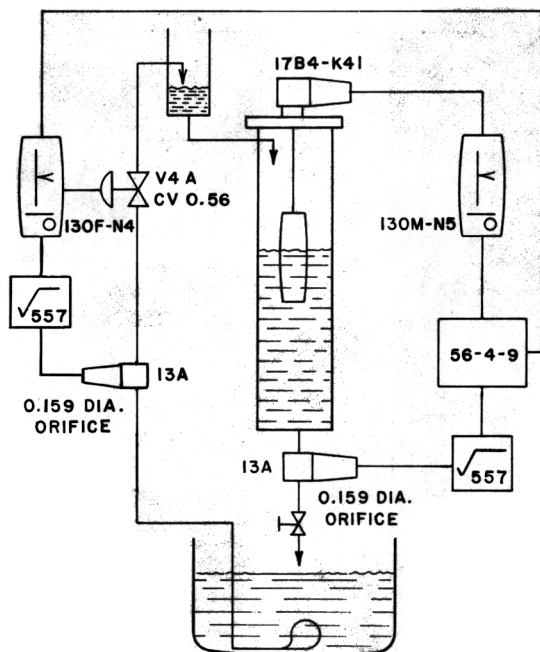 17B4-K41
V4A
CV 0.56
130F-N4
130M-N5
√557
56-4-9
13A
0.159 DIA.
ORIFICE
√557
13A
0.159 DIA.
ORIFICE